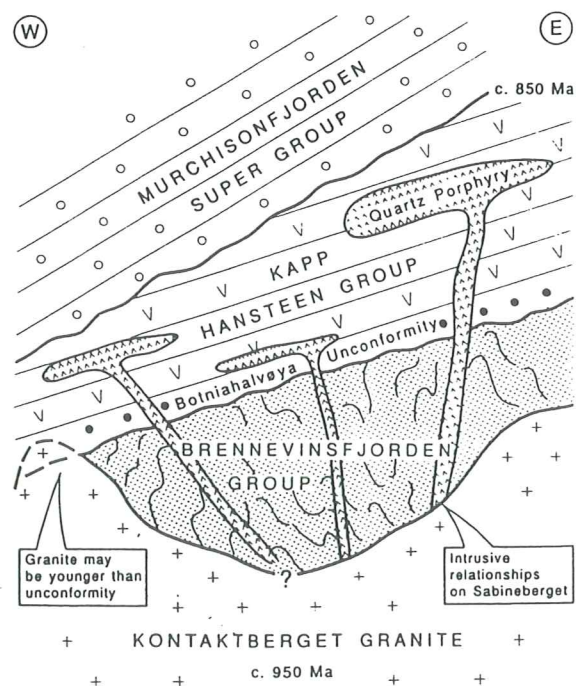 W
E
c. 850 Ma
MURCHISONFJORDEN
SUPER GROUP
Quartz Porphyry
KAPP
HANSTEEN GROUP
Botniahalvøya Unconformity
BRENNEVINSFJORDEN
GROUP
Granite may
be younger than
unconformity
?
Intrusive
relationships
on Sabineberget
KONTAKTBERGET GRANITE
c. 950 Ma